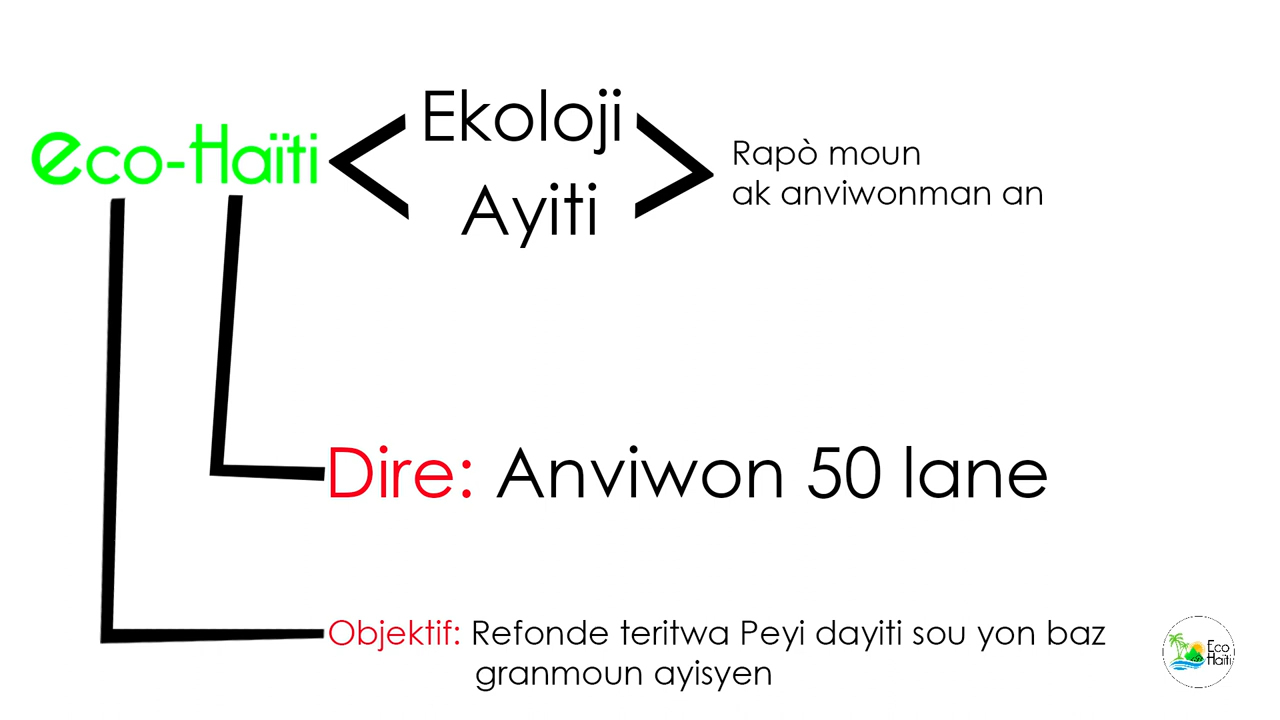 eco-Haïti
Ekoloji
Ayiti
Rapò moun
ak anviwonman an
Dire: Anviwon 50 lane
Objektif: Refonde teritwa Peyi dayiti sou yon baz
granmoun ayisyen
Eco
Haïti